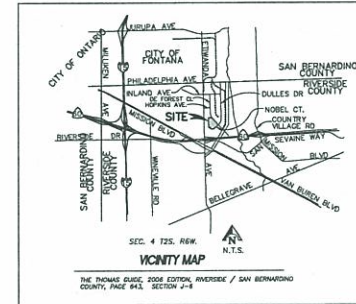 JURUPA AVE
CITY OF ONTARIO
MILLIKEN
AVE
CITY OF
FONTANA
ETIWANDA
SAN BERNARDINO
COUNTY
RIVERSIDE
COUNTY
PHILADELPHIA AVE
INLAND AVE
DE FOREST CL
HOPKINS AVE
SITE
DULLES DR
NOBEL CT.
COUNTRY
VILLAGE RD
SEVAINE WAY
60
60
MISSION BLVD
RIVERSIDE DR
SAN BERNARDINO
COUNTY
RIVERSIDE
COUNTY
WINEVILLE RD
AVE
MISSION
BLVD
BELLEGRAVE AVE
VAN BUREN BLVD
SEC. 4 T2S. R6W.
N
N.T.S.
VICINITY MAP
THE THOMAS GUIDE, 2006 EDITION, RIVERSIDE / SAN BERNARDINO
COUNTY, PAGE 643, SECTION J-6